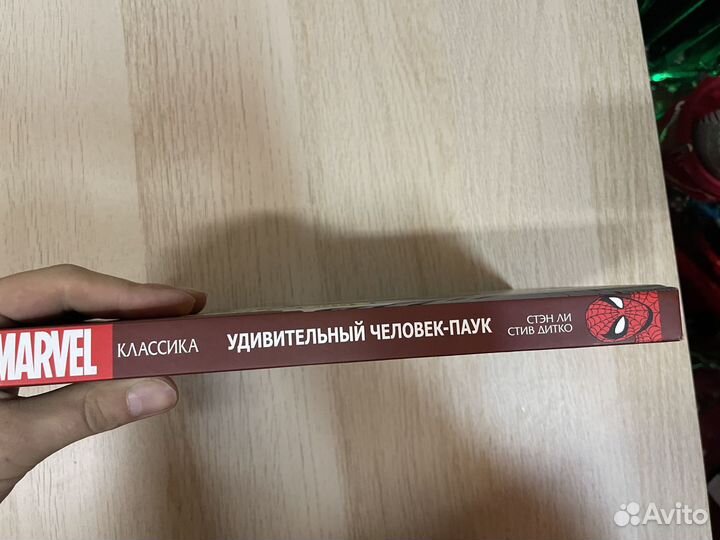 MARVEL
КЛАССИКА
УДИВИТЕЛЬНЫЙ ЧЕЛОВЕК-ПАУК
СТЭН ЛИ
СТИВ ДИТКО
Avito